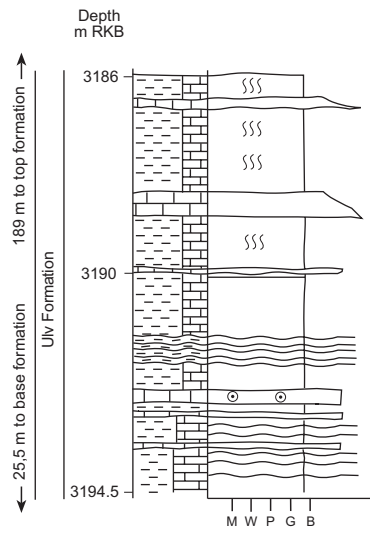 Depth
m RKB
3186
189 m to top formation
Ulv Formation
3190
25,5 m to base formation
3194.5
M W P G B